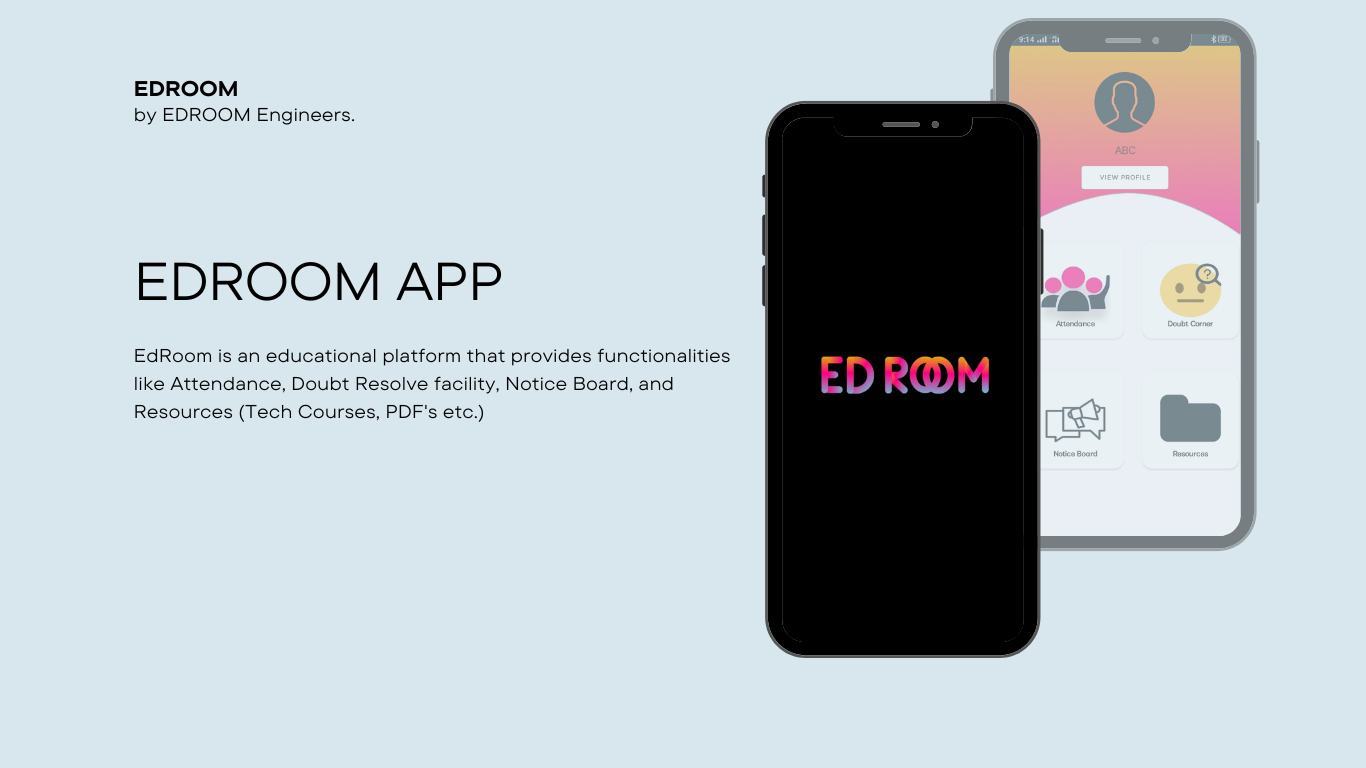 EDROOM
by EDROOM Engineers.
EDROOM APP
EdRoom is an educational platform that provides functionalities
like Attendance, Doubt Resolve facility, Notice Board, and
Resources (Tech Courses, PDF's etc.)
ED ROOM
9:14
ABC
VIEW PROFILE
Attendance
Doubt Corner
Notice Board
Resources